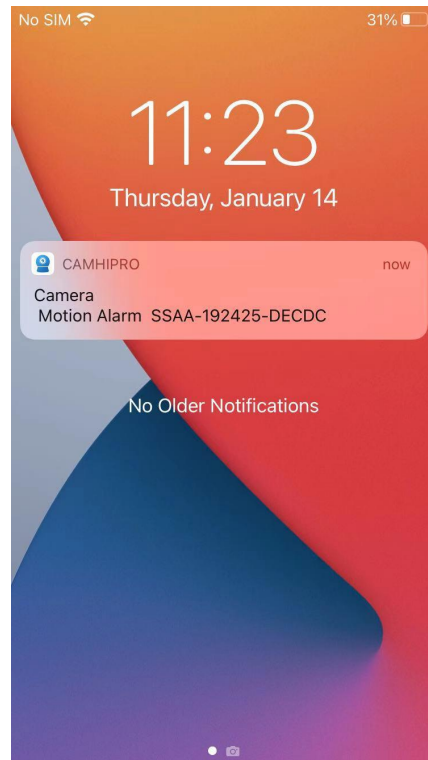 No SIM 31%
11:23
Thursday, January 14
CAMHIPRO now
Camera
Motion Alarm SSAA-192425-DECDC
No Older Notifications